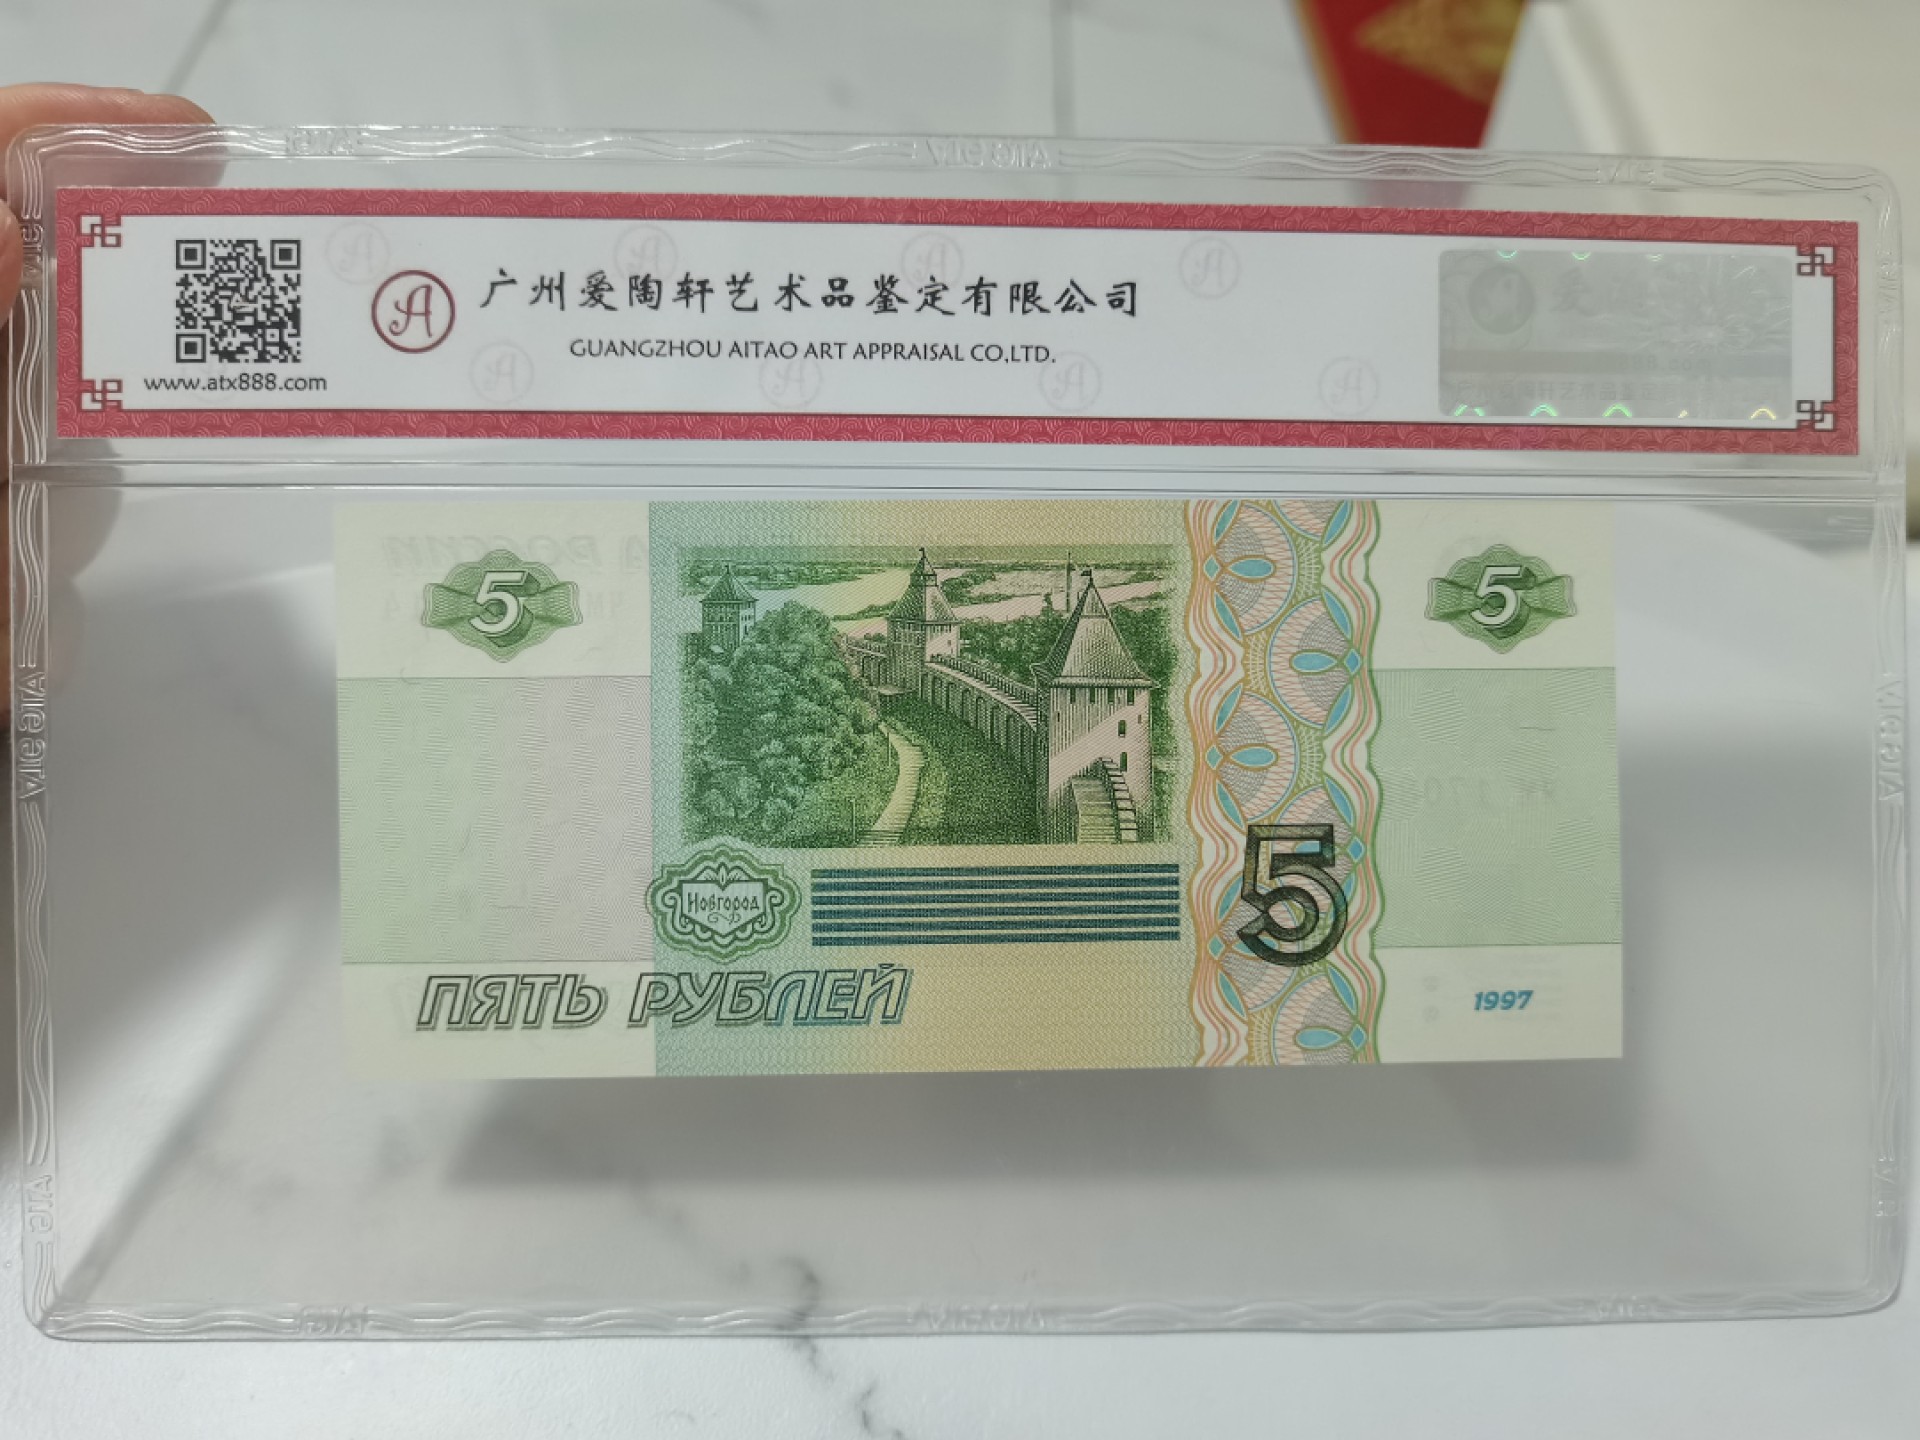 广州爱陶轩艺术品鉴定有限公司
GUANGZHOU AITAO ART APPRAISAL CO.,LTD.
www.atx888.com
5
5
Новгород
5
ПЯТЬ РУБЛЕЙ
1997